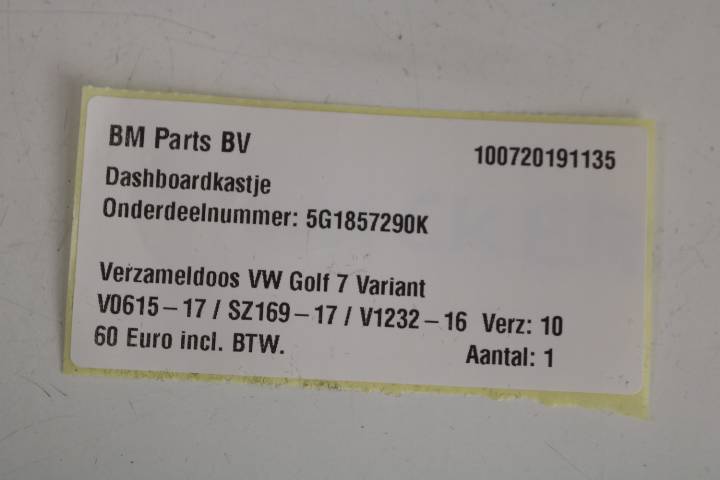 BM Parts BV 100720191135
Dashboardkastje
Onderdeelnummer: 5G1857290K
Verzameldoos VW Golf 7 Variant
V0615-17 / SZ169-17 / V1232-16 Verz: 10
60 Euro incl. BTW. Aantal: 1